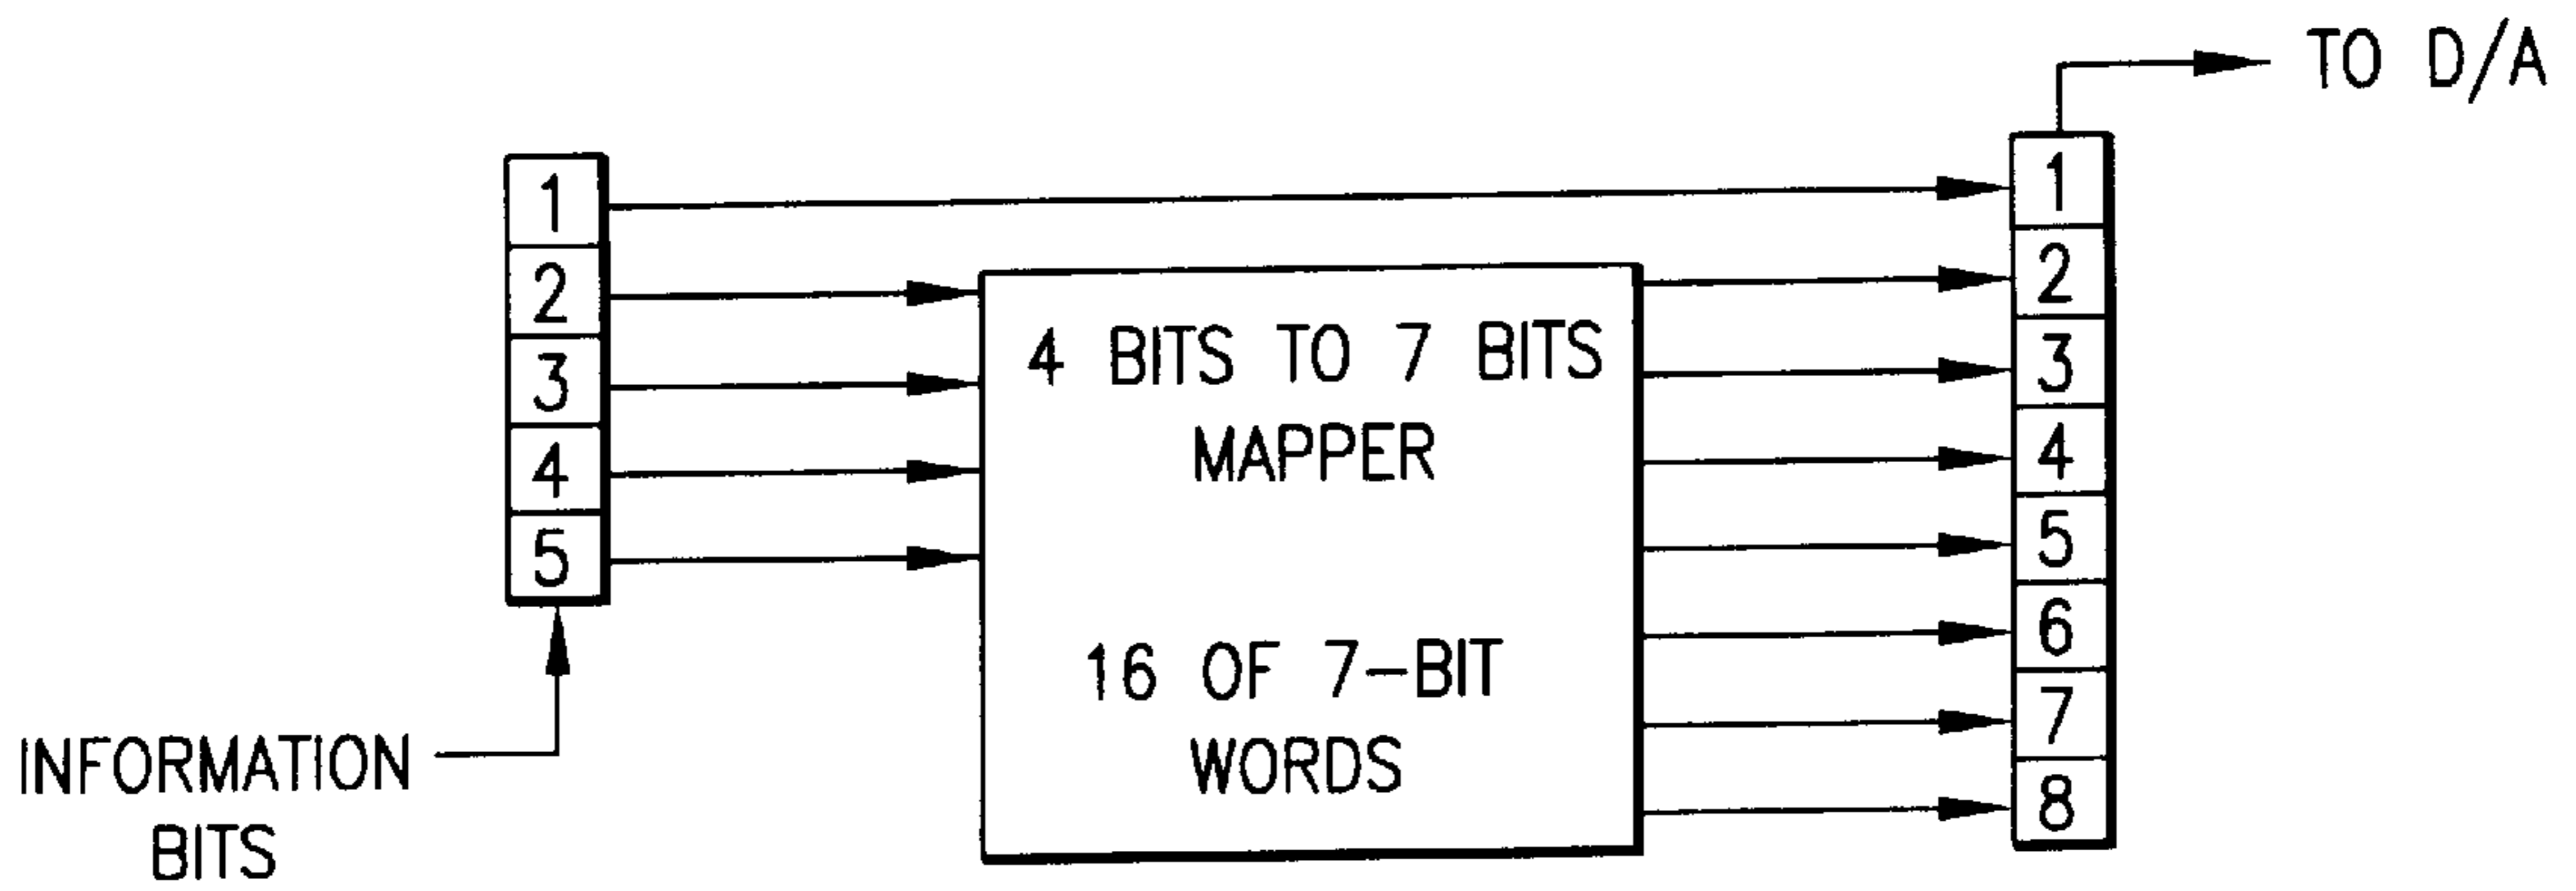 TO D/A
1
2
3
4
5
4 BITS TO 7 BITS
MAPPER
16 OF 7-BIT
WORDS
1
2
3
4
5
6
7
8
INFORMATION
BITS